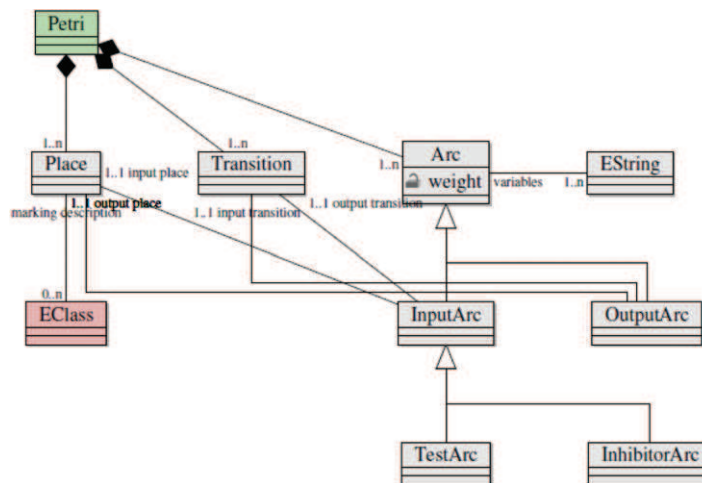 Petri
1..n
1..n
1..n
Place
Transition
Arc
weight
EString
variables
1..n
1..1 input place
marking description
1..1 output place
1..1 input transition
1..1 output transition
0..n
EClass
InputArc
OutputArc
TestArc
InhibitorArc